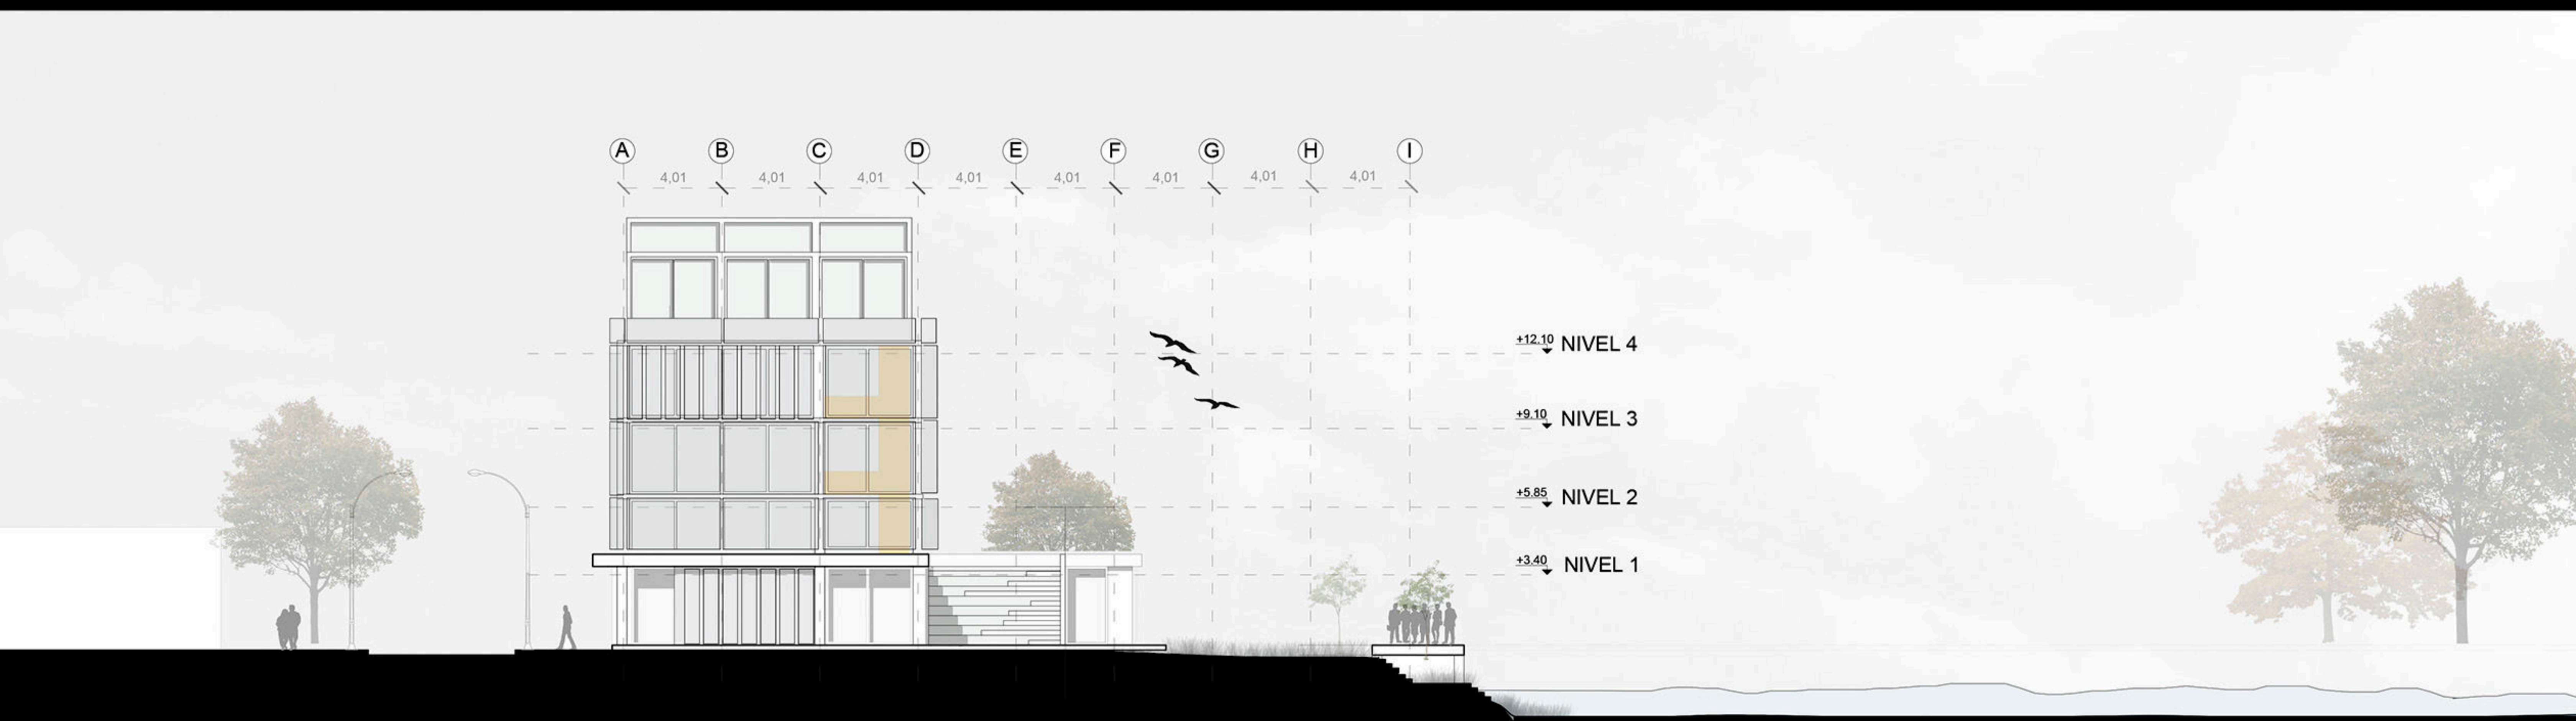 A B C D E F G H I
4,01 4,01 4,01 4,01 4,01 4,01 4,01 4,01
+12.10 NIVEL 4
+9.10 NIVEL 3
+5.85 NIVEL 2
+3.40 NIVEL 1